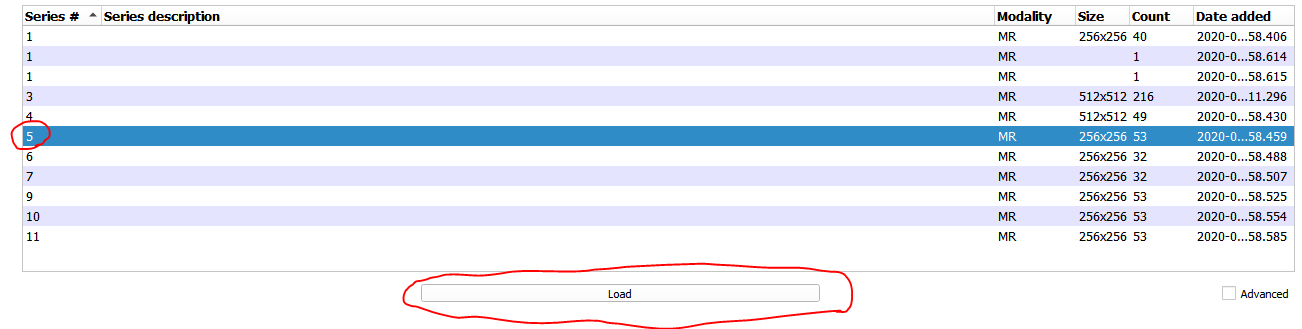 Series # Series description Modality Size Count Date added
1 MR 256x256 40 2020-0...58.406
1 MR 1 2020-0...58.614
1 MR 1 2020-0...58.615
3 MR 512x512 216 2020-0...11.296
4 MR 512x512 49 2020-0...58.430
5 MR 256x256 53 2020-0...58.459
6 MR 256x256 32 2020-0...58.488
7 MR 256x256 32 2020-0...58.507
9 MR 256x256 53 2020-0...58.525
10 MR 256x256 53 2020-0...58.554
11 MR 256x256 53 2020-0...58.585
Load Advanced